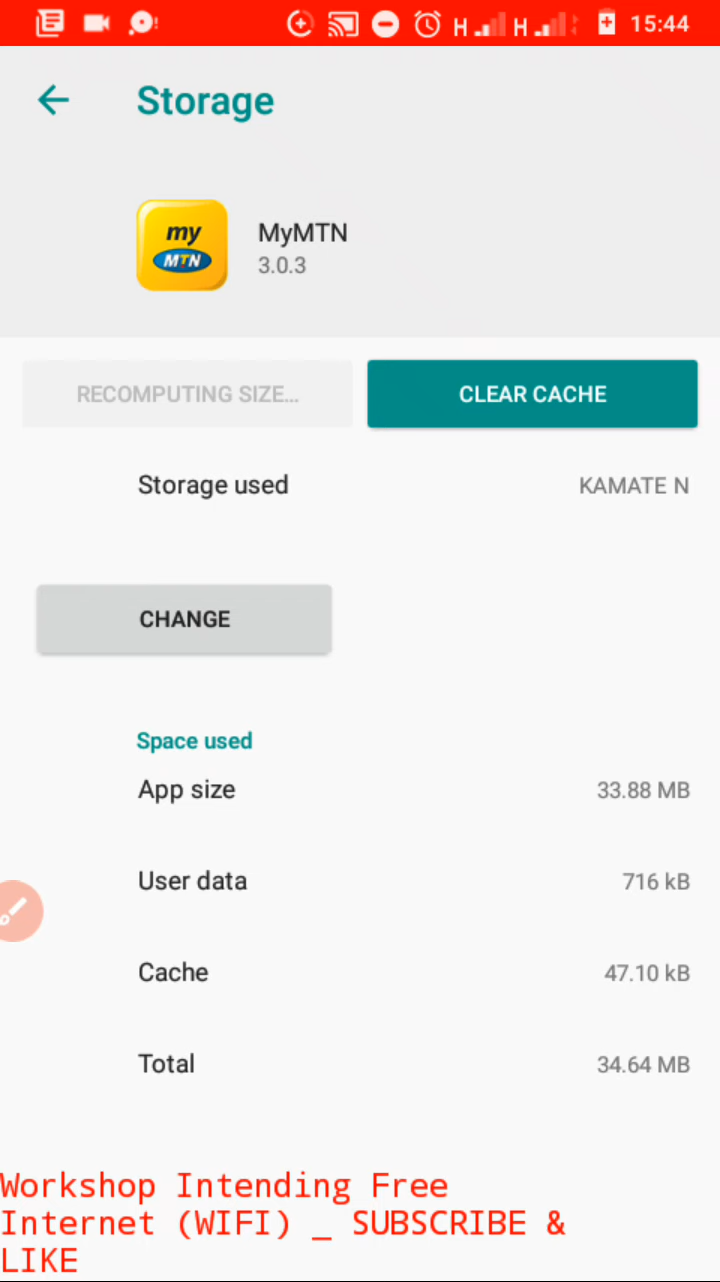 H H 15:44
Storage
my
MTN
MyMTN
3.0.3
RECOMPUTING SIZE...
CLEAR CACHE
Storage used
KAMATE N
CHANGE
Space used
App size
33.88 MB
User data
716 kB
Cache
47.10 kB
Total
34.64 MB
Workshop Intending Free
Internet (WIFI) _ SUBSCRIBE &
LIKE